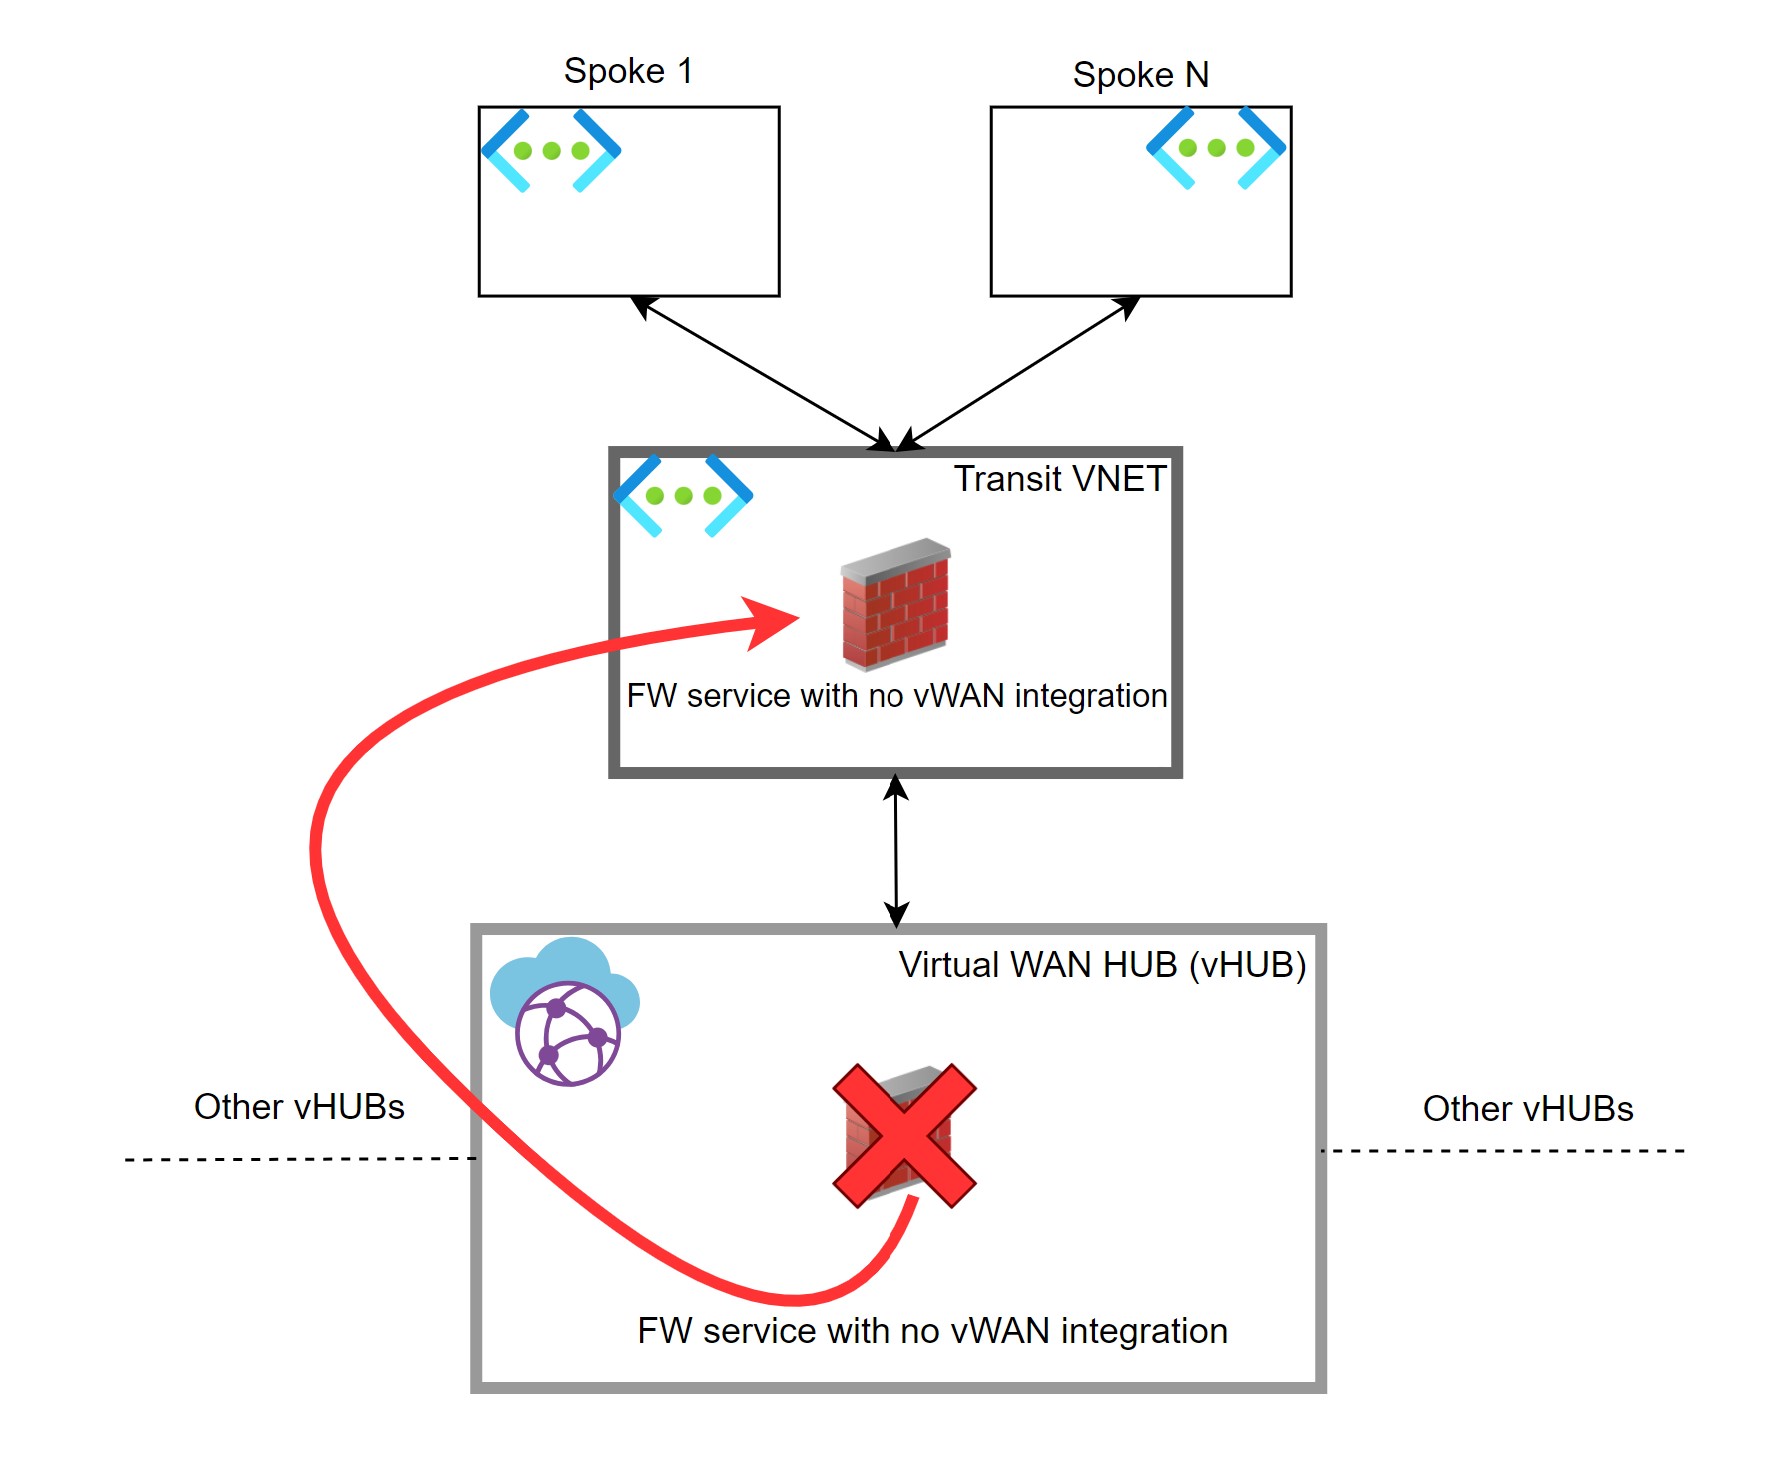 Spoke 1
Spoke N
Transit VNET
FW service with no vWAN integration
Virtual WAN HUB (vHUB)
Other vHUBs
Other vHUBs
FW service with no vWAN integration